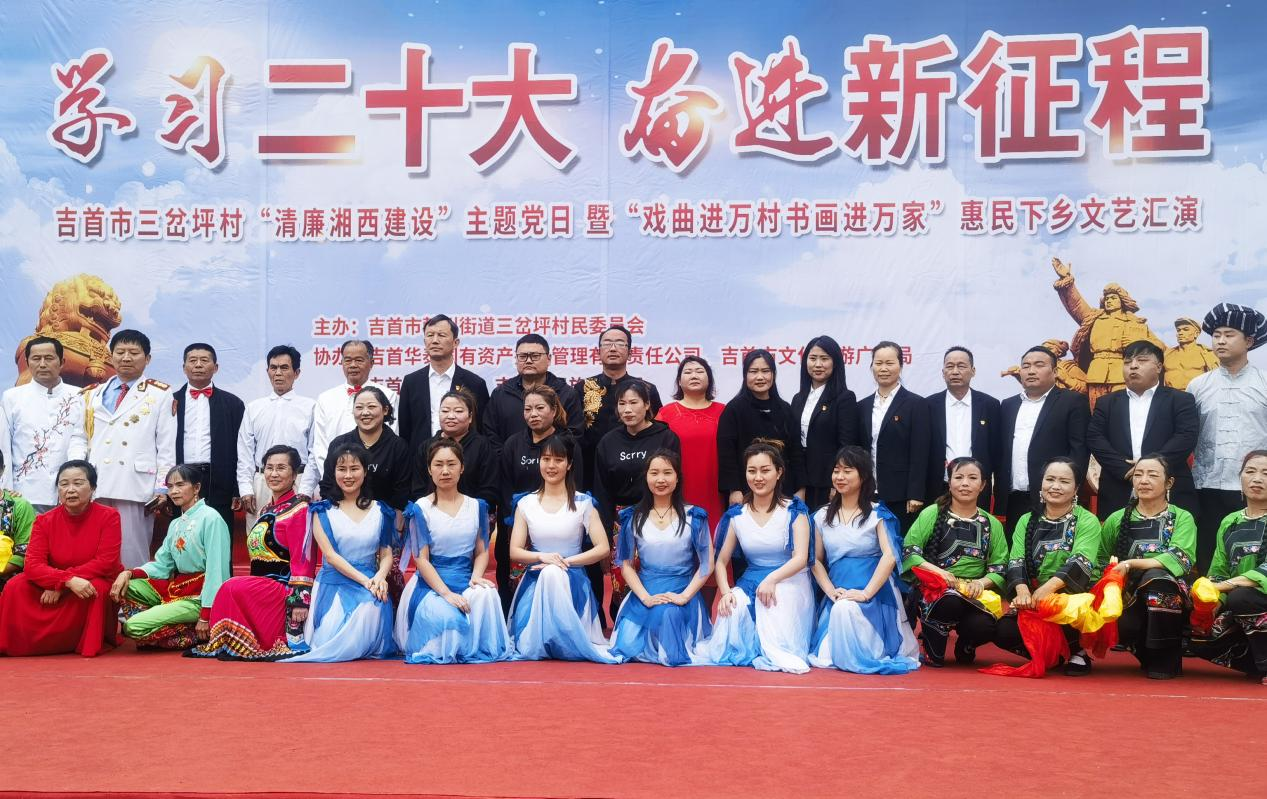 学习二十大 奋进新征程
吉首市三岔坪村“清廉湘西建设”主题党日 暨“戏曲进万村书画进万家”惠民下乡文艺汇演
主办：吉首市 街道三岔坪村民委员会
协办 吉首华 有资产 管理有 责任公司 吉首市文化 游广 局
吉首
Sorry
Sorry
Sorry